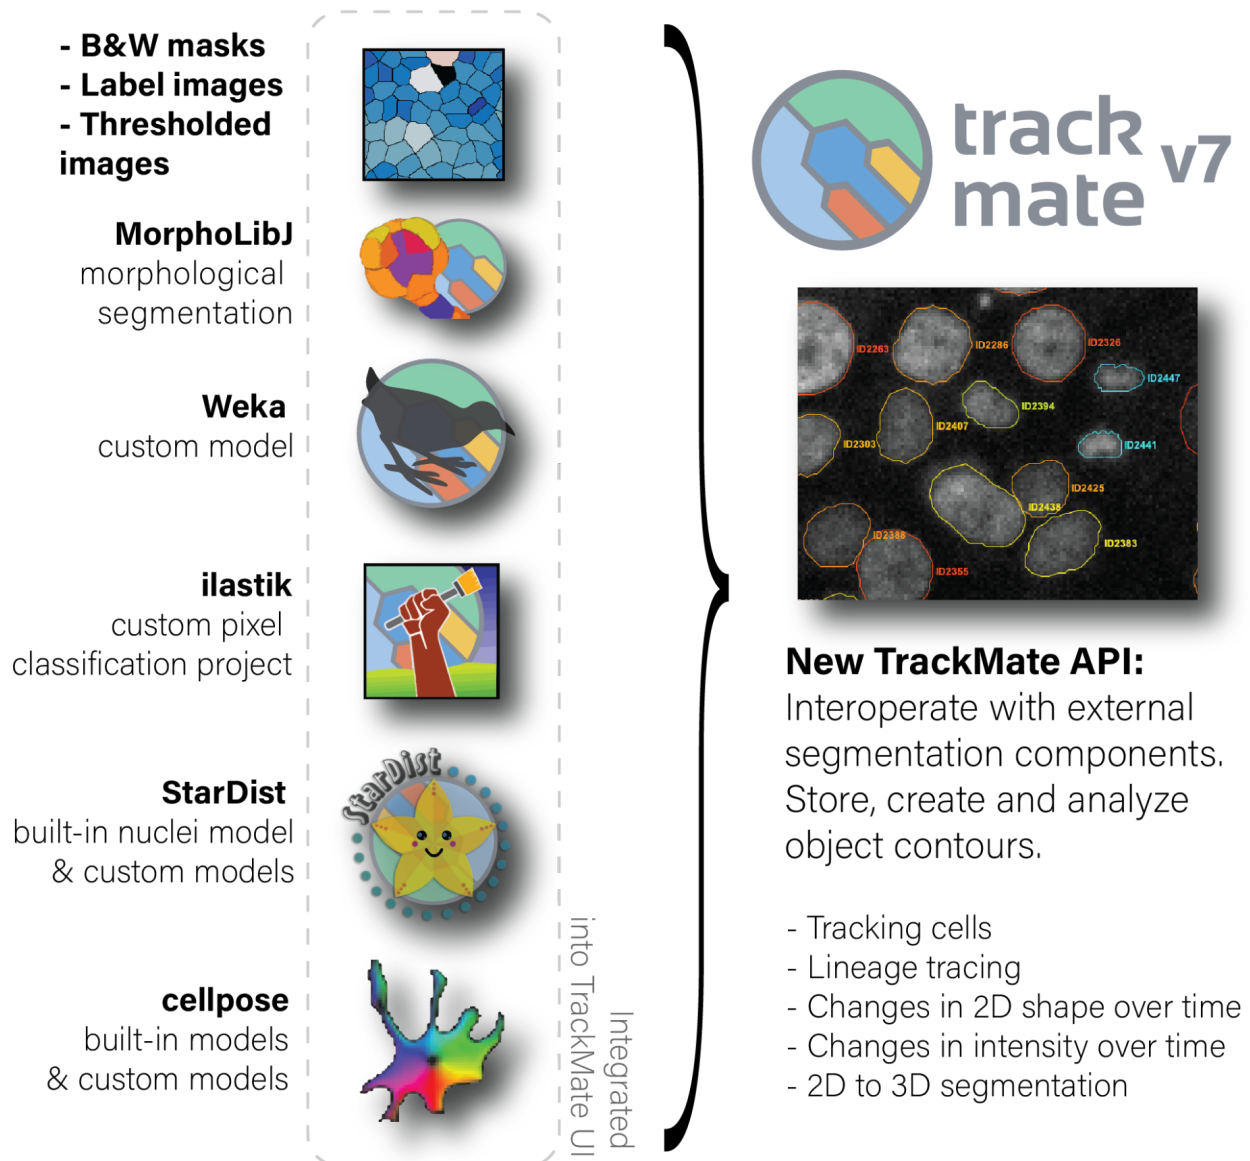 - B&W masks
- Label images
- Thresholded
images
MorphoLibJ
morphological
segmentation
Weka
custom model
ilastik
custom pixel
classification project
StarDist
built-in nuclei model
& custom models
StarDist
cellpose
built-in models
& custom models
Integrated
into TrackMate UI
track
mate
v7
ID2263
ID2286
ID2326
ID2447
ID2394
ID2407
ID2303
ID2441
ID2425
ID2438
ID2388
ID2383
ID2355
New TrackMate API:
Interoperate with external
segmentation components.
Store, create and analyze
object contours.
- Tracking cells
- Lineage tracing
- Changes in 2D shape over time
- Changes in intensity over time
- 2D to 3D segmentation